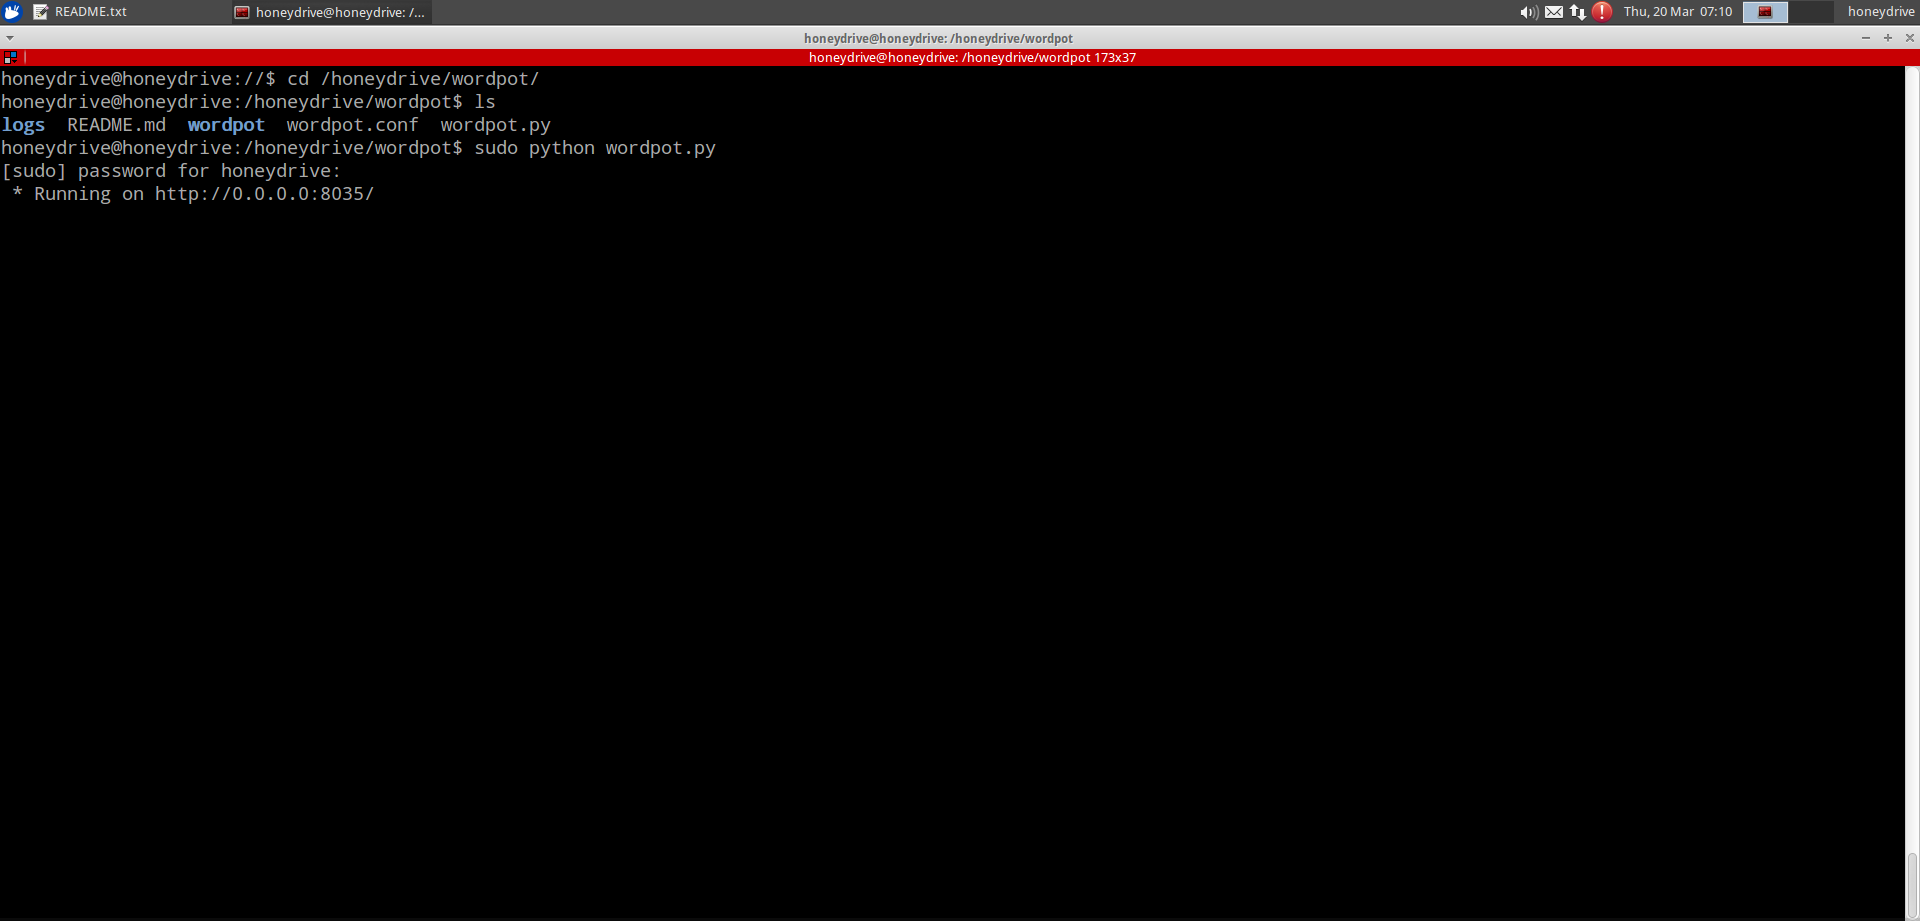 README.txt honeydrive@honeydrive: /... Thu, 20 Mar 07:10 honeydrive
honeydrive@honeydrive: /honeydrive/wordpot
honeydrive@honeydrive: /honeydrive/wordpot 173x37
honeydrive@honeydrive://$ cd /honeydrive/wordpot/
honeydrive@honeydrive:/honeydrive/wordpot$ ls
logs  README.md  wordpot  wordpot.conf  wordpot.py
honeydrive@honeydrive:/honeydrive/wordpot$ sudo python wordpot.py
[sudo] password for honeydrive:
 * Running on http://0.0.0.0:8035/